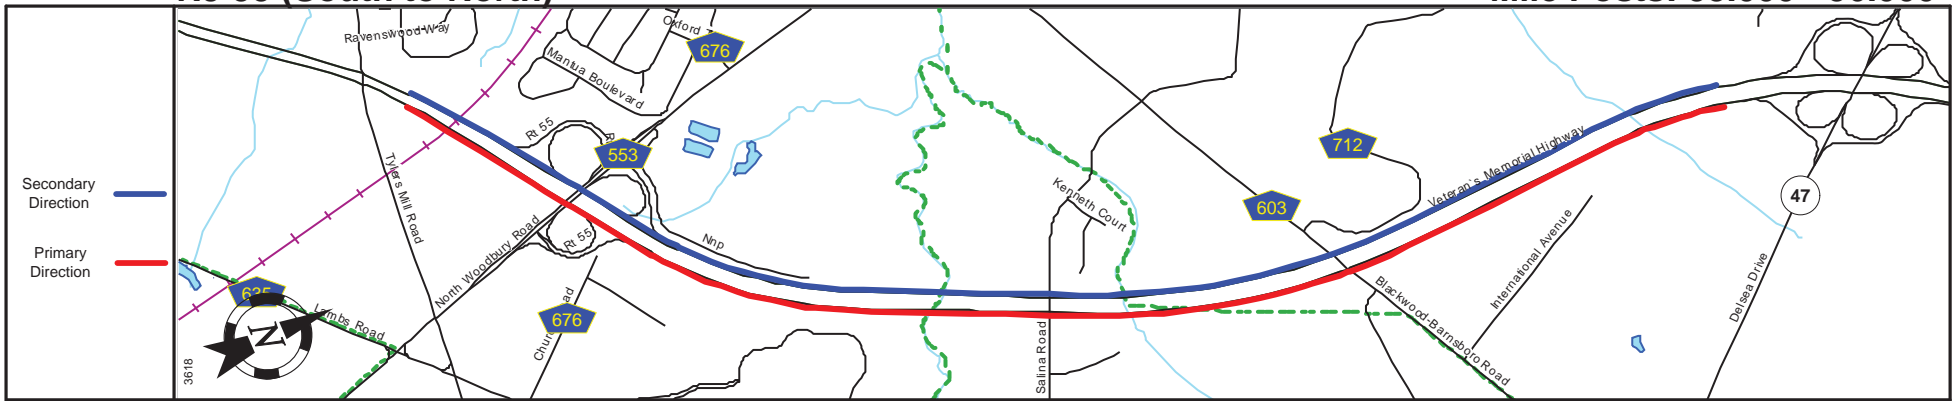 Ravenswood Way
Oxford
676
Mantua Boulevard
Rt 55
553
712
Veteran's Memorial Highway
Tylers Mill Road
Kenneth Court
Secondary
Direction
603
47
North Woodbury Road
Rt 55
Nnp
International Avenue
Primary
Direction
Delsea Drive
635
Lambs Road
676
Blackwood-Barnsboro Road
Salina Road
N
3618